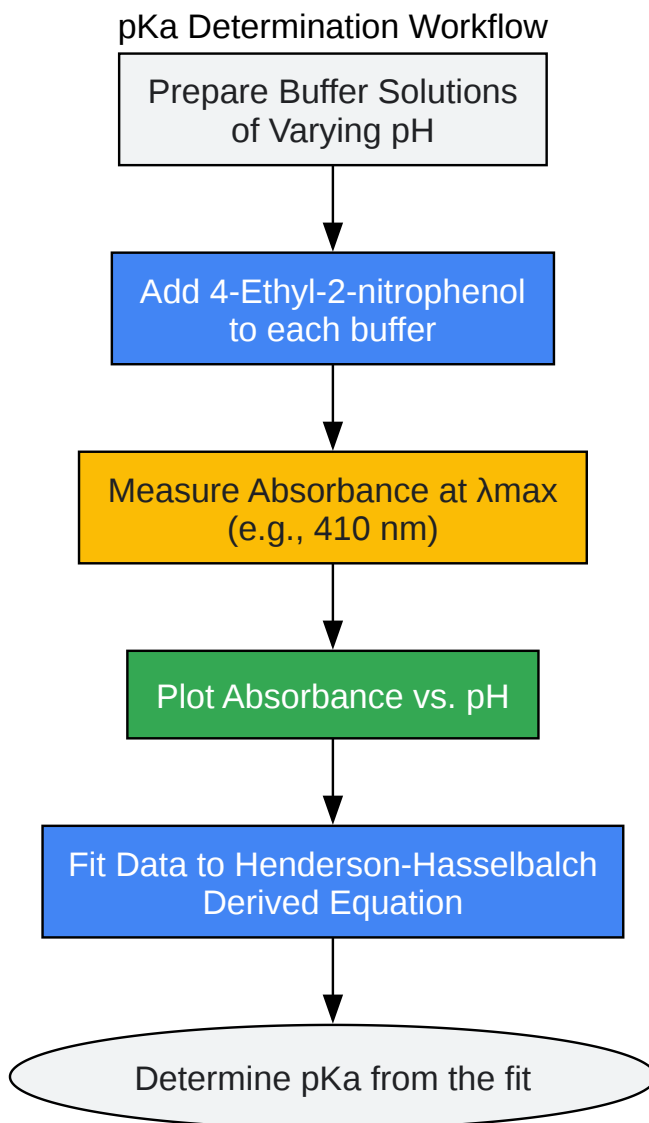 pKa Determination Workflow
Prepare Buffer Solutions
of Varying pH
Add 4-Ethyl-2-nitrophenol
to each buffer
Measure Absorbance at λmax
(e.g., 410 nm)
Plot Absorbance vs. pH
Fit Data to Henderson-Hasselbalch
Derived Equation
Determine pKa from the fit